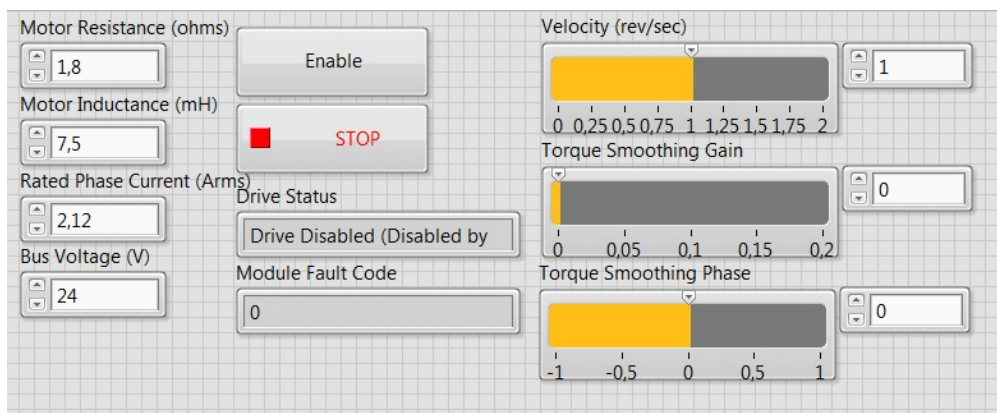 Motor Resistance (ohms)
1,8
Motor Inductance (mH)
7,5
Rated Phase Current (Arms)
2,12
Bus Voltage (V)
24
Enable
STOP
Drive Status
Drive Disabled (Disabled by
Module Fault Code
0
Velocity (rev/sec)
1
0 0,25 0,5 0,75 1 1,25 1,5 1,75 2
Torque Smoothing Gain
0
0 0,05 0,1 0,15 0,2
Torque Smoothing Phase
0
-1 -0,5 0 0,5 1